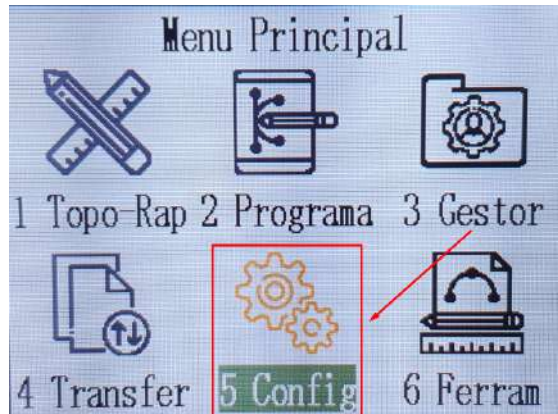 Menu Principal
1 Topo-Rap 2 Programa 3 Gestor
4 Transfer 5 Config 6 Ferram